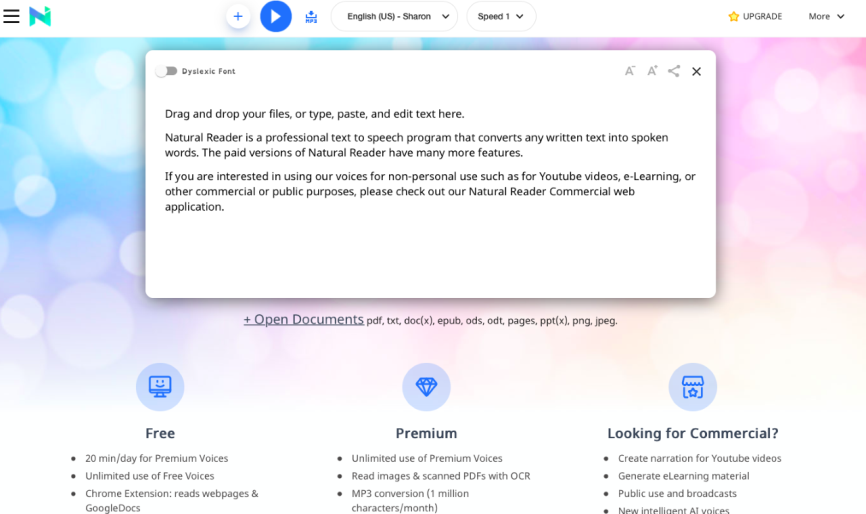 MP3
English (US) - Sharon
Speed 1
UPGRADE
More
Dyslexic Font
A-
A+
Drag and drop your files, or type, paste, and edit text here.
Natural Reader is a professional text to speech program that converts any written text into spoken
words. The paid versions of Natural Reader have many more features.
If you are interested in using our voices for non-personal use such as for Youtube videos, e-Learning, or
other commercial or public purposes, please check out our Natural Reader Commercial web
application.
+ Open Documents pdf, txt, doc(x), epub, ods, odt, pages, ppt(x), png, jpeg.
Free
20 min/day for Premium Voices
Unlimited use of Free Voices
Chrome Extension: reads webpages &
GoogleDocs
Premium
Unlimited use of Premium Voices
Read images & scanned PDFs with OCR
MP3 conversion (1 million
characters/month)
Looking for Commercial?
Create narration for Youtube videos
Generate eLearning material
Public use and broadcasts
New intelligent AI voices